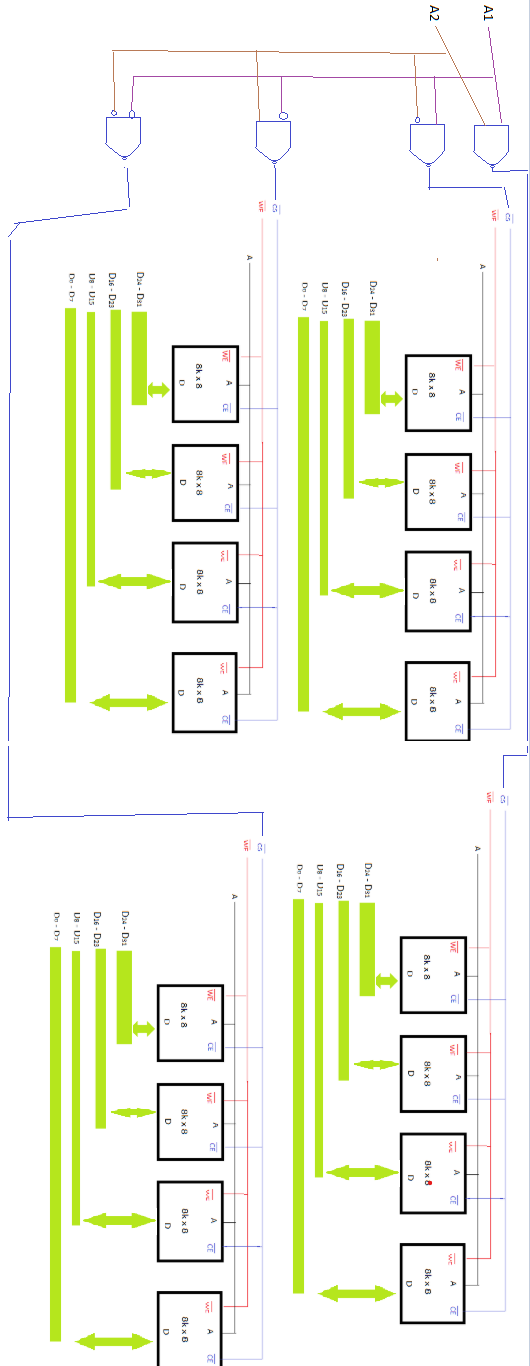 A1
A2
WE CS
A
D24 - D31
D16 - D23
D8 - D15
D0 - D7
WE A CE
8k x 8
D
WE A CE
8k x 8
D
WE A CE
8k x 8
D
WE A CE
8k x 8
D
WE CS
A
D24 - D31
D16 - D23
D8 - D15
D0 - D7
WE A CE
8k x 8
D
WE A CE
8k x 8
D
WE A CE
8k x 8
D
WE A CE
8k x 8
D
WE CS
A
D24 - D31
D16 - D23
D8 - D15
D0 - D7
WE A CE
8k x 8
D
WE A CE
8k x 8
D
WE A CE
8k x 8
D
WE A CE
8k x 8
D
WE CS
A
D24 - D31
D16 - D23
D8 - D15
D0 - D7
WE A CE
8k x 8
D
WE A CE
8k x 8
D
WE A CE
8k x 8
D
WE A CE
8k x 8
D